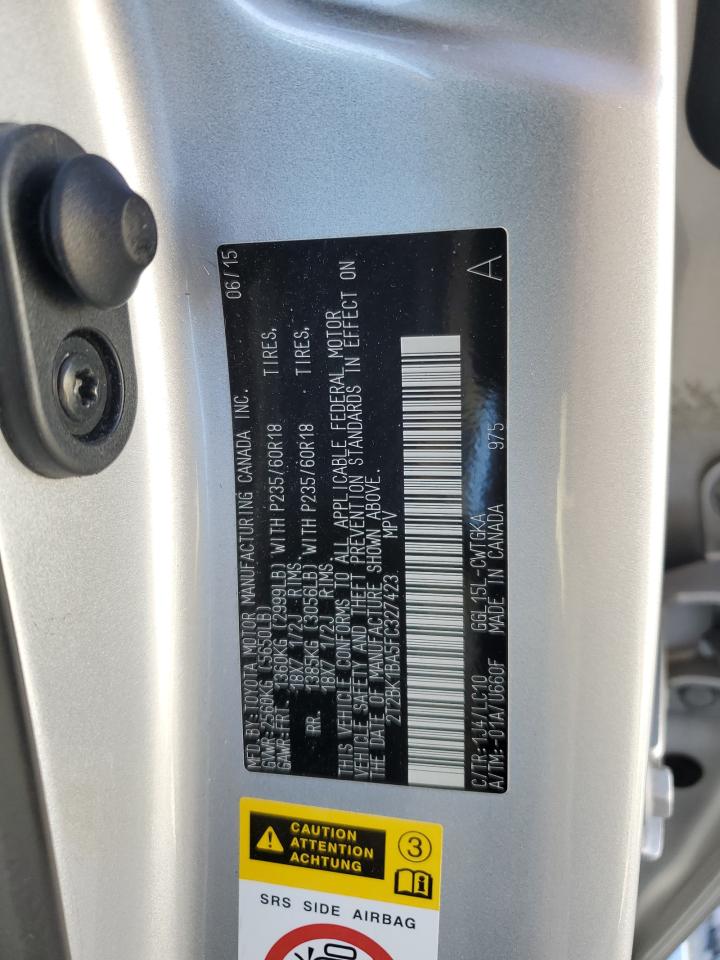 MFD.BY:TOYOTA MOTOR MANUFACTURING CANADA INC. 06/15
GVWR:2560KG (5650LB)
GAWR:FRT. 1360KG (2999LB) WITH P235/60R18 TIRES,
18X7 1/2J RIMS
RR. 1385KG (3056LB) WITH P235/60R18 TIRES,
18X7 1/2J RIMS
THIS VEHICLE CONFORMS TO ALL APPLICABLE FEDERAL MOTOR
VEHICLE SAFETY AND THEFT PREVENTION STANDARDS IN EFFECT ON
THE DATE OF MANUFACTURE SHOWN ABOVE.
2T2BK1BA5FC327423 MPV
C/TR:1J4/LC10 GGL15L-CWTGKA A
A/TM:-01A/U660F MADE IN CANADA 975
CAUTION
ATTENTION
ACHTUNG
3
SRS SIDE AIRBAG